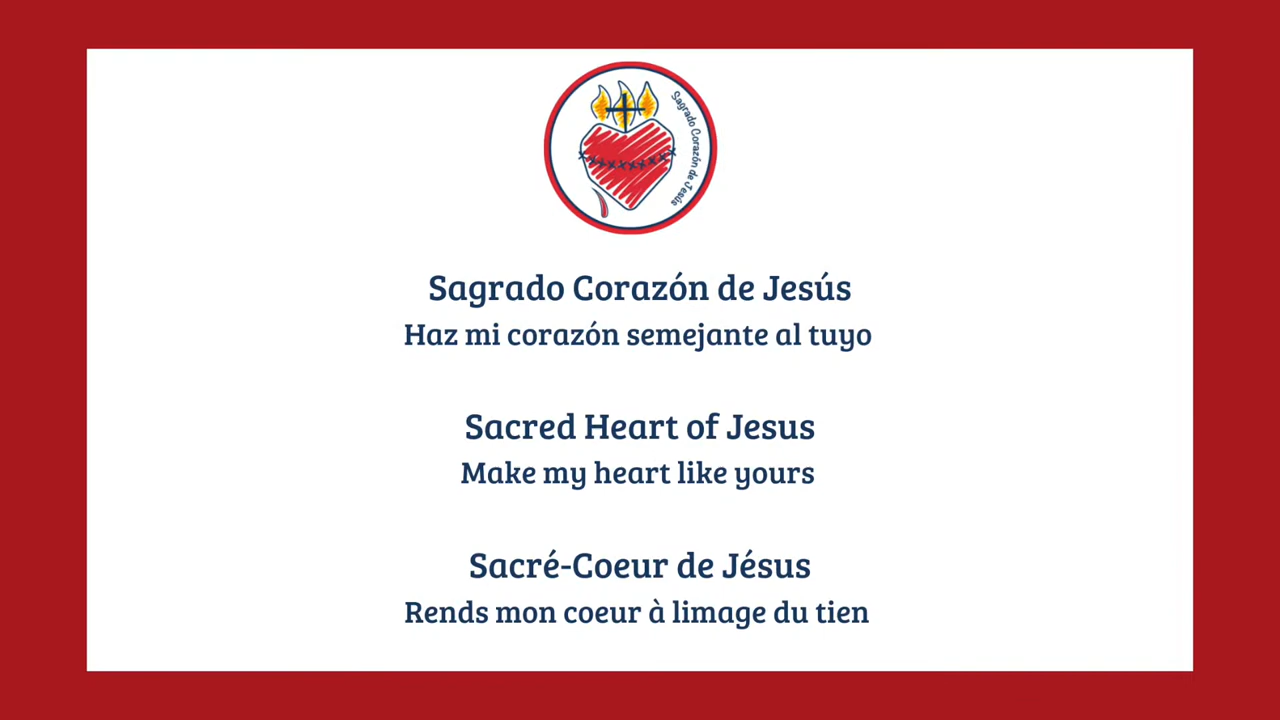 Sagrado Corazón de Jesús
Sagrado Corazón de Jesús
Haz mi corazón semejante al tuyo
Sacred Heart of Jesus
Make my heart like yours
Sacré-Coeur de Jésus
Rends mon coeur à limage du tien